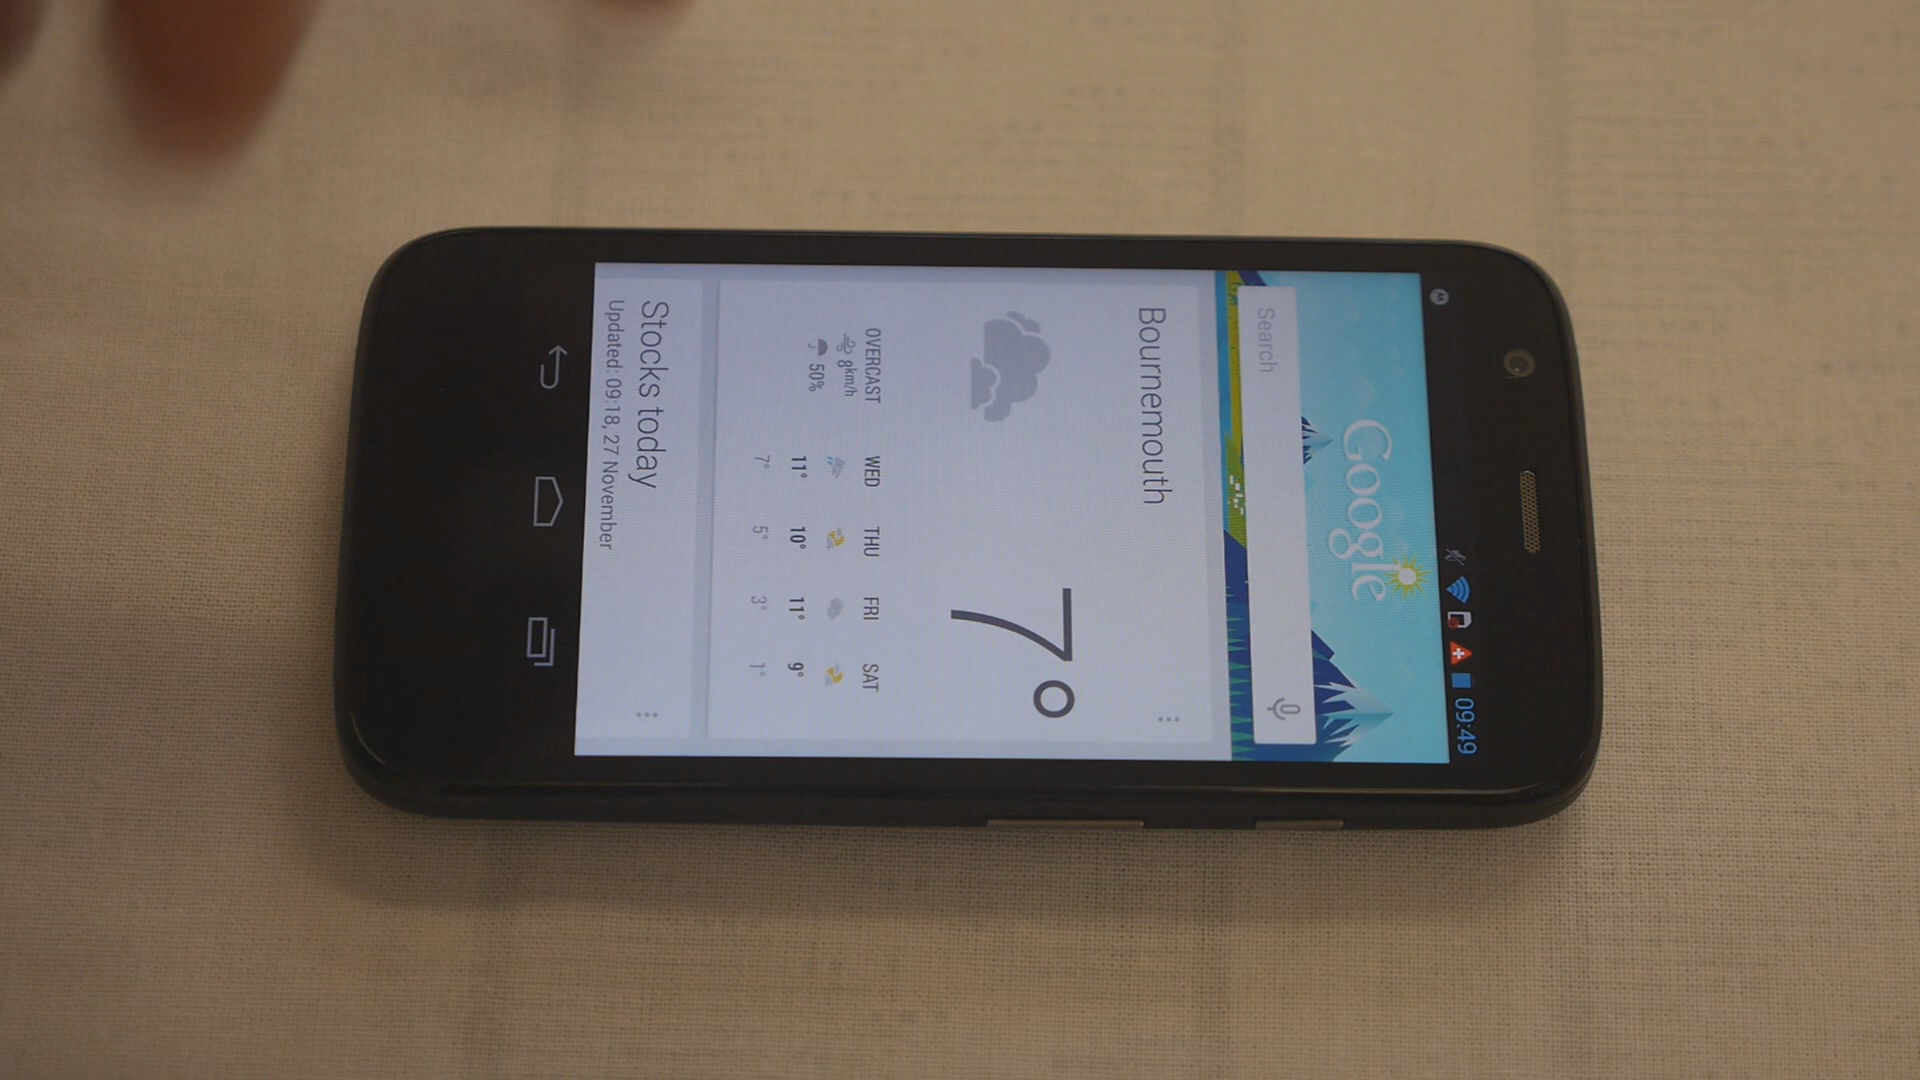 09:49
Google
Search
Bournemouth
7°
OVERCAST
8km/h
50%
WED THU FRI SAT
11° 10° 11° 9°
7° 5° 3° 1°
Stocks today
Updated: 09:18, 27 November